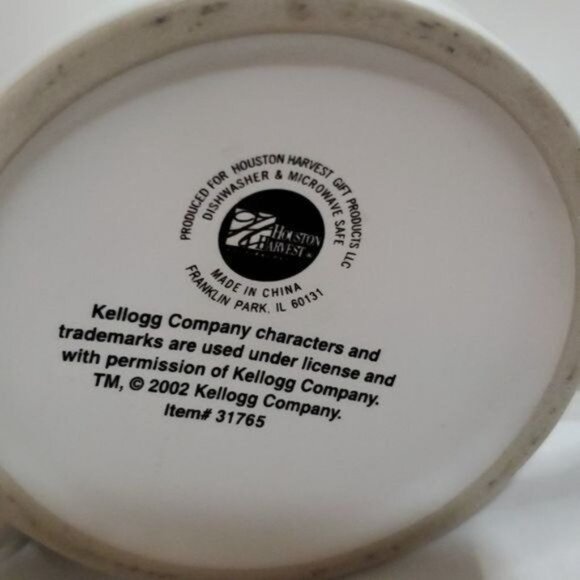 PRODUCED FOR HOUSTON HARVEST GIFT PRODUCTS LLC
DISHWASHER & MICROWAVE SAFE
HOUSTON
HARVEST
MADE IN CHINA
FRANKLIN PARK, IL 60131
Kellogg Company characters and
trademarks are used under license and
with permission of Kellogg Company.
TM, © 2002 Kellogg Company.
Item# 31765